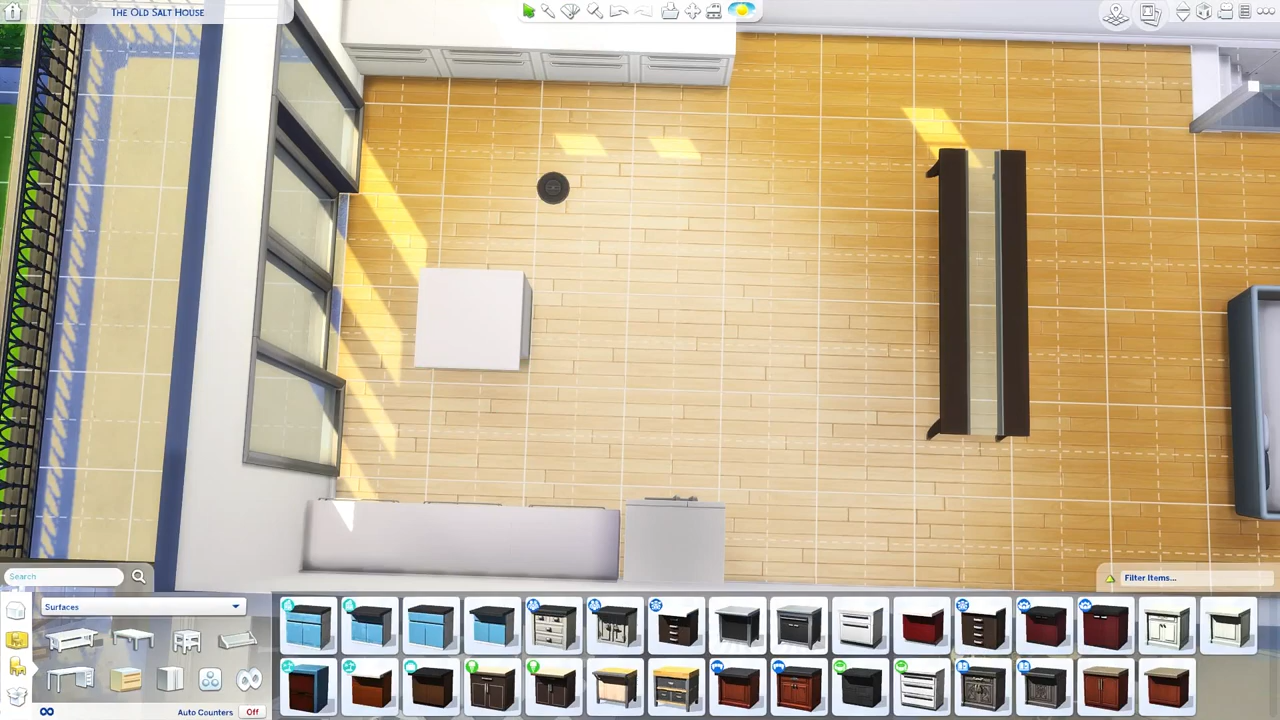 THE OLD SALT HOUSE
Search
Filter Items...
Surfaces
Auto Counters
Off